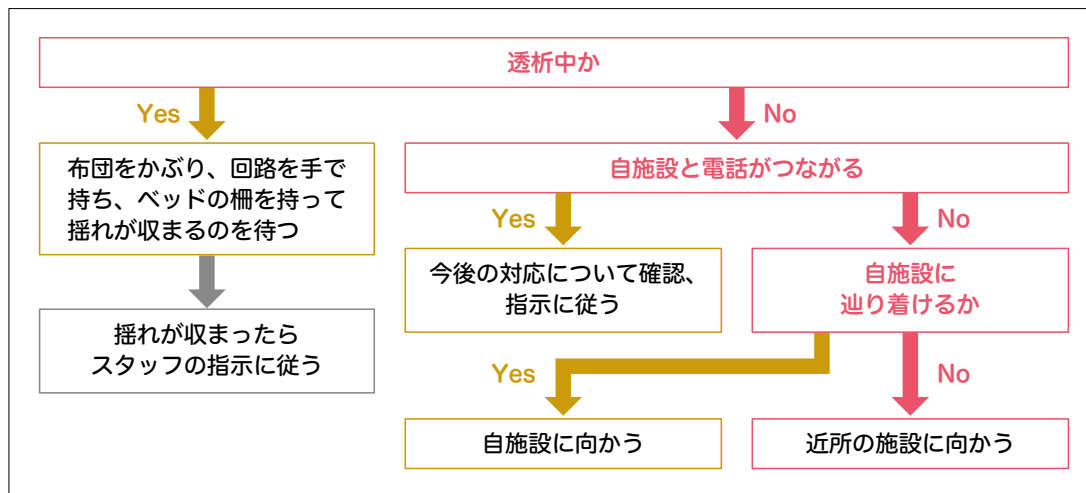 透析中か
Yes
No
布団をかぶり、回路を手で
持ち、ベッドの柵を持って
揺れが収まるのを待つ
自施設と電話がつながる
Yes
No
揺れが収まったら
スタッフの指示に従う
今後の対応について確認、
指示に従う
自施設に
辿り着けるか
Yes
No
自施設に向かう
近所の施設に向かう